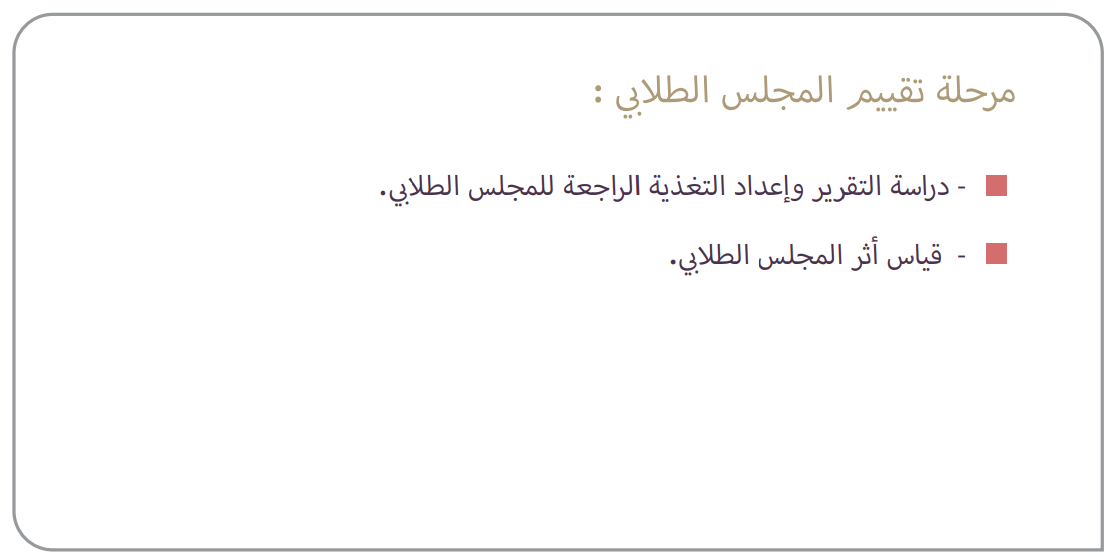 مرحلة تقييم المجلس الطلابي :
- دراسة التقرير وإعداد التغذية الراجعة للمجلس الطلابي.
- قياس أثر المجلس الطلابي.